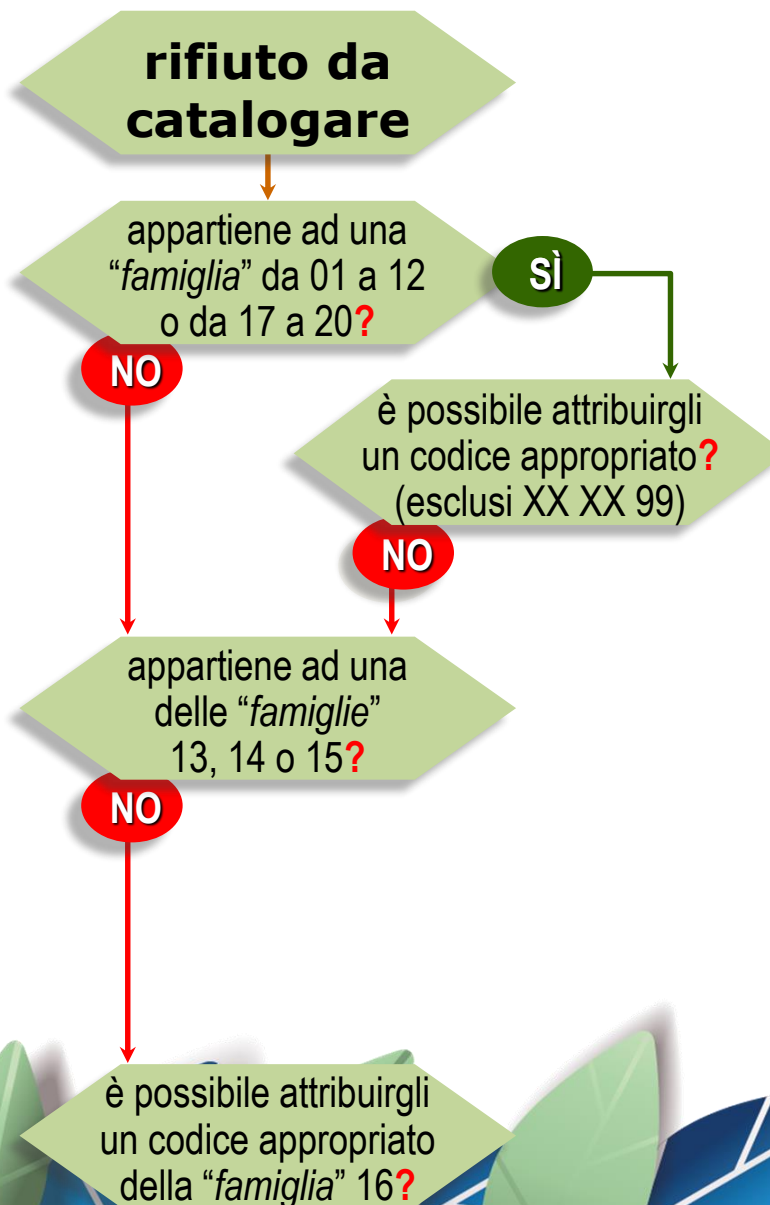 rifiuto da
catalogare
appartiene ad una
“famiglia” da 01 a 12
o da 17 a 20?
SÌ
NO
è possibile attribuirgli
un codice appropriato?
(esclusi XX XX 99)
NO
appartiene ad una
delle “famiglie”
13, 14 o 15?
NO
è possibile attribuirgli
un codice appropriato
della “famiglia” 16?